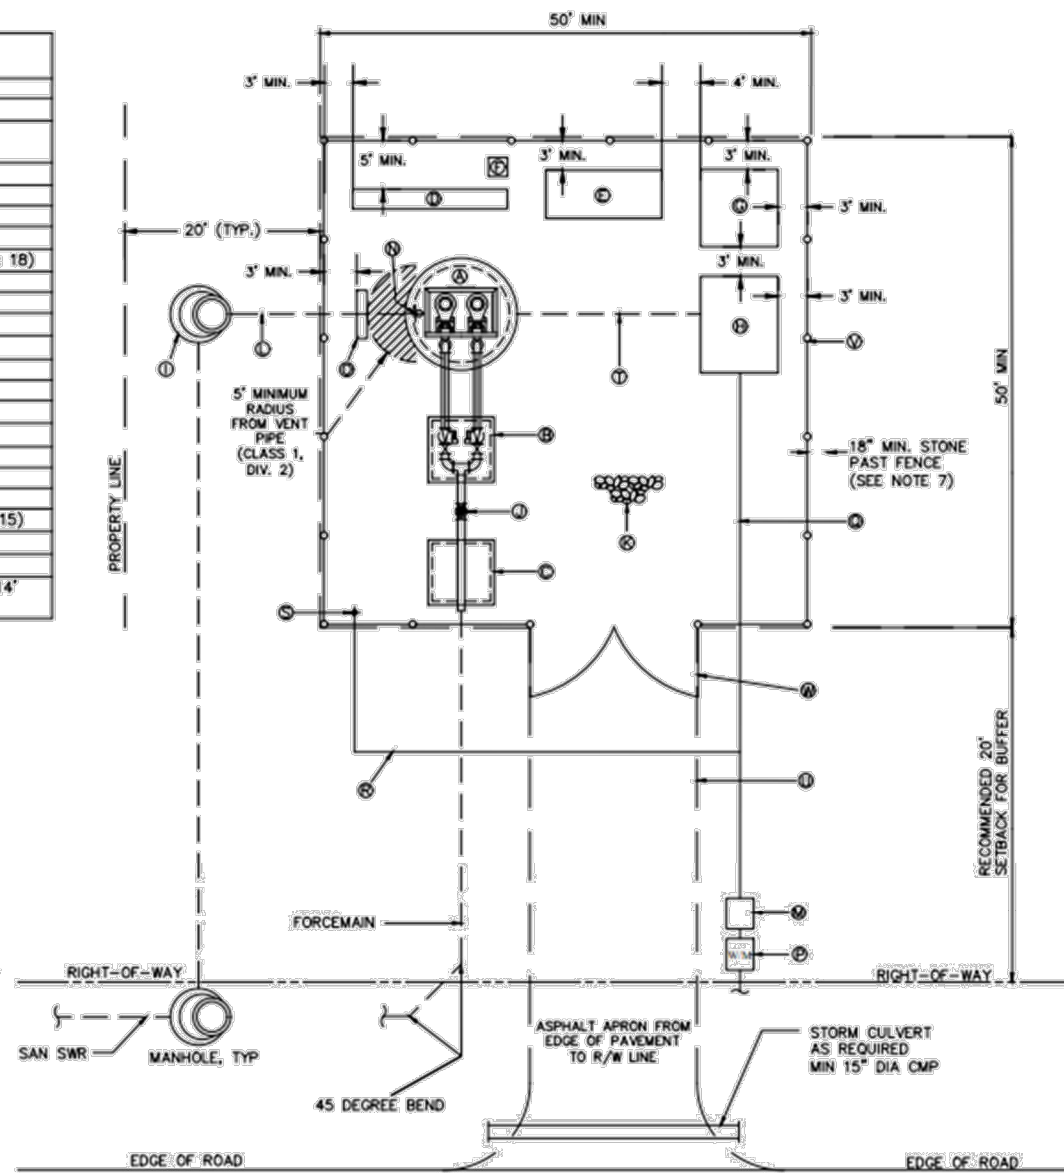 50' MIN
3' MIN.
4' MIN.
5' MIN.
3' MIN.
3' MIN.
F
D
E
G
3' MIN.
20' (TYP.)
N
18)
3' MIN.
A
3' MIN.
H
3' MIN.
I
L
O
T
V
50' MIN
5' MINIMUM
RADIUS
FROM VENT
PIPE
(CLASS 1,
DIV. 2)
B
18" MIN. STONE
PAST FENCE
(SEE NOTE 7)
PROPERTY LINE
J
K
Q
15)
C
14'
S
W
R
U
RECOMMENDED 20'
SETBACK FOR BUFFER
FORCEMAIN
M
P
WM
RIGHT-OF-WAY
RIGHT-OF-WAY
SAN SWR
MANHOLE, TYP
ASPHALT APRON FROM
EDGE OF PAVEMENT
TO R/W LINE
STORM CULVERT
AS REQUIRED
MIN 15" DIA CMP
45 DEGREE BEND
EDGE OF ROAD
EDGE OF ROAD